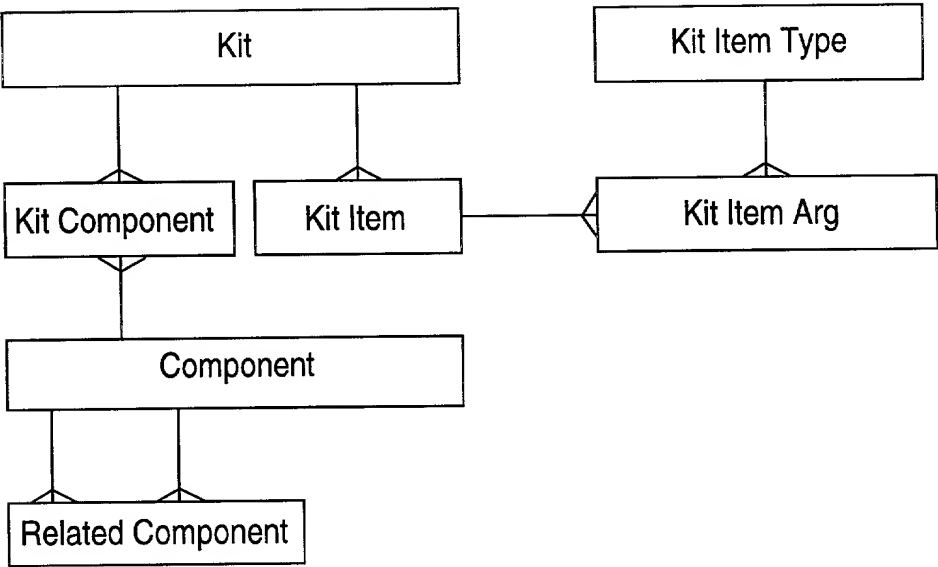 Kit
Kit Item Type
Kit Component
Kit Item
Kit Item Arg
Component
Related Component